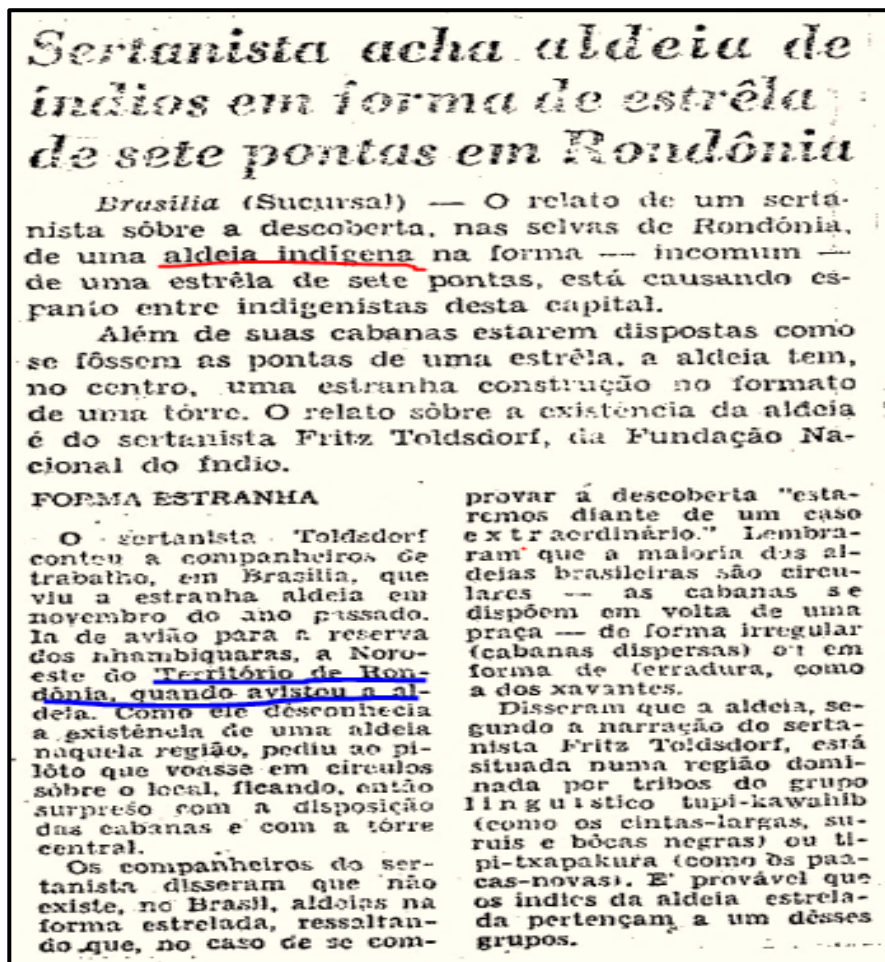 Sertanista acha aldeia de
índios em forma de estrêla
de sete pontas em Rondônia
Brasília (Sucursal) — O relato de um serta-
nista sôbre a descoberta, nas selvas de Rondônia,
de uma aldeia indígena na forma — incomum —
de uma estrêla de sete pontas, está causando es-
panto entre indigenistas desta capital.
Além de suas cabanas estarem dispostas como
se fôssem as pontas de uma estrêla, a aldeia tem,
no centro, uma estranha construção no formato
de uma tôrre. O relato sôbre a existência da aldeia
é do sertanista Fritz Toldsdorf, da Fundação Na-
cional do Índio.
FORMA ESTRANHA
O sertanista Toldsdorf
contou a companheiros de
trabalho, em Brasília, que
viu a estranha aldeia em
novembro do ano passado.
Ia de avião para a reserva
dos nhambiquaras, a Noro-
este do Território de Ron-
dônia, quando avistou a al-
deia. Como ele desconhecia
a existência de uma aldeia
naquela região, pediu ao pi-
lôto que voasse em círculos
sôbre o local, ficando, então
surprêso com a disposição
das cabanas e com a tôrre
central.
Os companheiros do ser-
tanista disseram que não
existe, no Brasil, aldeias na
forma estrelada, ressaltan-
do que, no caso de se com-
provar a descoberta "esta-
remos diante de um caso
extraordinário." Lembra-
ram que a maioria das al-
deias brasileiras são circu-
lares — as cabanas se
dispõem em volta de uma
praça — de forma irregular
(cabanas dispersas) ou em
forma de ferradura, como
a dos xavantes.
Disseram que a aldeia, se-
gundo a narração do serta-
nista Fritz Toldsdorf, está
situada numa região domi-
nada por tribos do grupo
linguístico tupi-kawahib
(como os cintas-largas, su-
ruis e bôcas negras) ou ti-
pi-txapakura (como os paa-
cas-novas). E' provável que
os índios da aldeia estrela-
da pertençam a um dêsses
grupos.